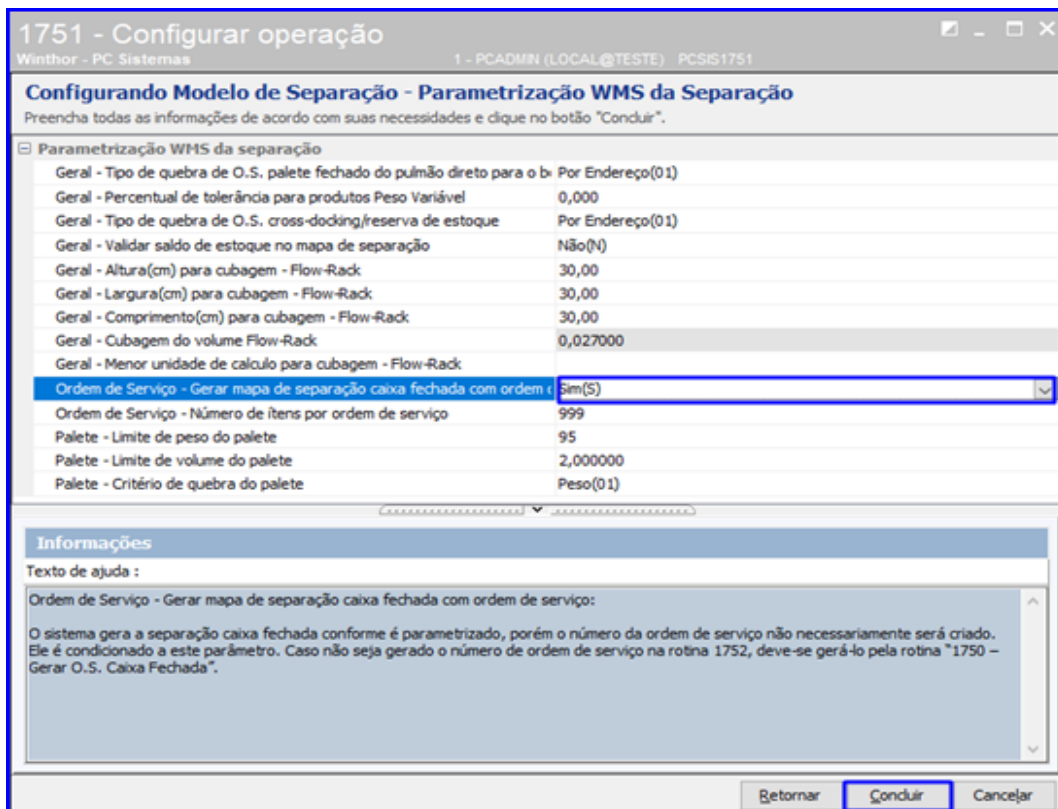 1751 - Configurar operação
Winthor - PC Sistemas 1 - PCADMIN (LOCAL@TESTE) PCSIS1751
Configurando Modelo de Separação - Parametrização WMS da Separação
Preencha todas as informações de acordo com suas necessidades e clique no botão "Concluir".
Parametrização WMS da separação
Geral - Tipo de quebra de O.S. palete fechado do pulmão direto para o b Por Endereço(01)
Geral - Percentual de tolerância para produtos Peso Variável 0,000
Geral - Tipo de quebra de O.S. cross-docking/reserva de estoque Por Endereço(01)
Geral - Validar saldo de estoque no mapa de separação Não(N)
Geral - Altura(cm) para cubagem - Flow-Rack 30,00
Geral - Largura(cm) para cubagem - Flow-Rack 30,00
Geral - Comprimento(cm) para cubagem - Flow-Rack 30,00
Geral - Cubagem do volume Flow-Rack 0,027000
Geral - Menor unidade de calculo para cubagem - Flow-Rack
Ordem de Serviço - Gerar mapa de separação caixa fechada com ordem Sim(S)
Ordem de Serviço - Número de ítens por ordem de serviço 999
Palete - Limite de peso do palete 95
Palete - Limite de volume do palete 2,000000
Palete - Critério de quebra do palete Peso(01)
Informações
Texto de ajuda :
Ordem de Serviço - Gerar mapa de separação caixa fechada com ordem de serviço:
O sistema gera a separação caixa fechada conforme é parametrizado, porém o número da ordem de serviço não necessariamente será criado.
Ele é condicionado a este parâmetro. Caso não seja gerado o número de ordem de serviço na rotina 1752, deve-se gerá-lo pela rotina "1750 –
Gerar O.S. Caixa Fechada".
Retornar Concluir Cancelar